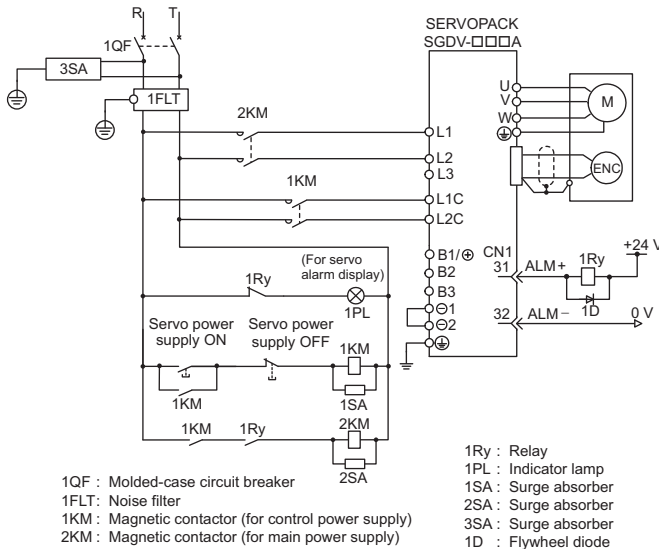 R T
1QF
3SA
1FLT
2KM
1KM
SERVOPACK
SGDV-□□□A
U
V
W
M
ENC
L1
L2
L3
L1C
L2C
B1/⊕
B2
B3
⊖1
⊖2
CN1
31
ALM+
1Ry
+24 V
1D
32
ALM−
0 V
(For servo
alarm display)
1Ry
1PL
Servo power
supply ON
Servo power
supply OFF
1KM
1KM
1SA
1KM
1Ry
2KM
2SA
1QF : Molded-case circuit breaker
1FLT: Noise filter
1KM : Magnetic contactor (for control power supply)
2KM : Magnetic contactor (for main power supply)
1Ry : Relay
1PL : Indicator lamp
1SA : Surge absorber
2SA : Surge absorber
3SA : Surge absorber
1D : Flywheel diode